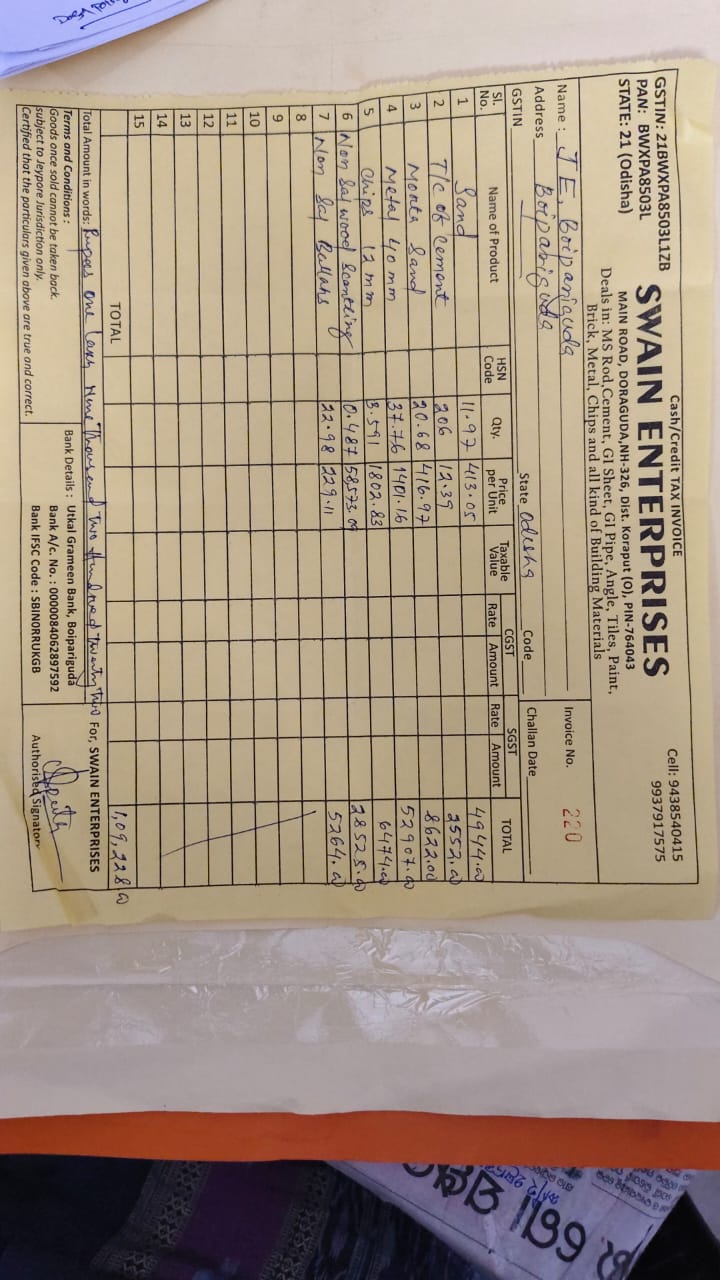 Cash/Credit TAX INVOICE
GSTIN: 21BWXPA8503L1ZB
PAN: BWXPA8503L
STATE: 21 (Odisha)
Cell: 9438540415
9937917575
SWAIN ENTERPRISES
MAIN ROAD, DORAGUDA,NH-326, Dist. Koraput (O), PIN-764043
Deals in: MS Rod,Cement, GI Sheet, GI Pipe, Angle, Tiles, Paint,
Brick, Metal, Chips and all kind of Building Materials
Name : J E, Boipariguda Invoice No. 220
Address Boipariguda Challan Date
GSTIN State Odisha Code
Sl. No. Name of Product HSN Code Qty. Price per Unit Taxable Value CGST Rate Amount SGST Rate Amount TOTAL
1 Sand 11.97 413.05 4944.00
2 T/c of Cement 206 12.39 2552.00
3 Morta Sand 20.68 416.97 8622.00
4 Metal 40 mm 37.76 1401.16 52907.00
5 Chips 12 mm 3.591 1802.83 6474.00
6 Non Sal wood Scantling 0.487 58573.09 28525.00
7 Non Sal Bullahs 22.98 229.11 5264.00
8
9
10
11
12
13
14
15
TOTAL 1,09,228.00
Total Amount in words: Rupees one Lakh Nine Thousand Two Hundred twenty two For, SWAIN ENTERPRISES
Terms and Conditions :
Goods once sold cannot be taken back.
subject to Jeypore Jurisdiction only.
Certified that the particulars given above are true and correct.
Bank Details : Utkal Grameen Bank, Boipariguda
Bank A/c. No. : 0000084062897592
Bank IFSC Code : SBIN0RRUKGB
Authorised Signatory